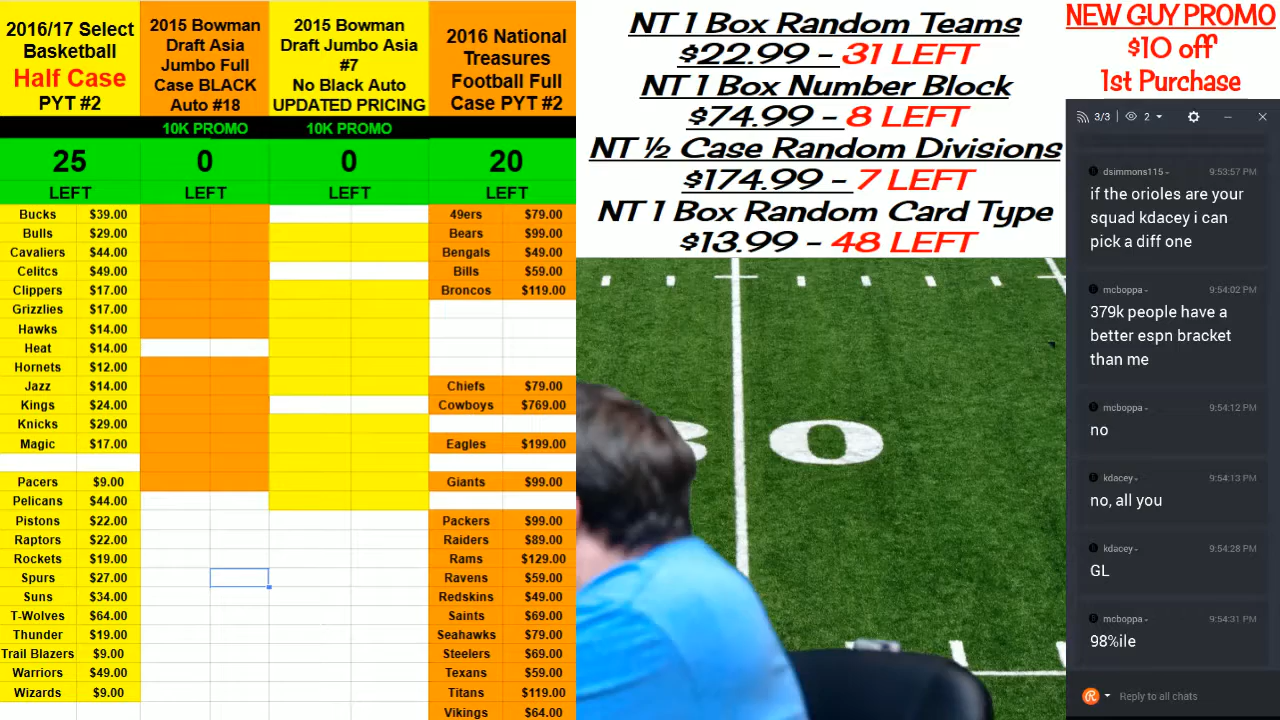 2016/17 Select
Basketball
Half Case
PYT #2
25
LEFT
Bucks $39.00
Bulls $29.00
Cavaliers $44.00
Celitcs $49.00
Clippers $17.00
Grizzlies $17.00
Hawks $14.00
Heat $14.00
Hornets $12.00
Jazz $14.00
Kings $24.00
Knicks $29.00
Magic $17.00
Pacers $9.00
Pelicans $44.00
Pistons $22.00
Raptors $22.00
Rockets $19.00
Spurs $27.00
Suns $34.00
T-Wolves $64.00
Thunder $19.00
Trail Blazers $9.00
Warriors $49.00
Wizards $9.00
2015 Bowman
Draft Asia
Jumbo Full
Case BLACK
Auto #18
10K PROMO
0
LEFT
2015 Bowman
Draft Jumbo Asia
#7
No Black Auto
UPDATED PRICING
10K PROMO
0
LEFT
2016 National
Treasures
Football Full
Case PYT #2
20
LEFT
49ers $79.00
Bears $99.00
Bengals $49.00
Bills $59.00
Broncos $119.00
Chiefs $79.00
Cowboys $769.00
Eagles $199.00
Giants $99.00
Packers $99.00
Raiders $89.00
Rams $129.00
Ravens $59.00
Redskins $49.00
Saints $69.00
Seahawks $79.00
Steelers $69.00
Texans $59.00
Titans $119.00
Vikings $64.00
NT 1 Box Random Teams
$22.99 – 31 LEFT
NT 1 Box Number Block
$74.99 – 8 LEFT
NT ½ Case Random Divisions
$174.99 – 7 LEFT
NT 1 Box Random Card Type
$13.99 – 48 LEFT
NEW GUY PROMO
$10 off
1st Purchase
3/3 2
dsimmons115 9:53:57 PM
if the orioles are your
squad kdacey i can
pick a diff one
mcboppa 9:54:02 PM
379k people have a
better espn bracket
than me
mcboppa 9:54:12 PM
no
kdacey 9:54:13 PM
no, all you
kdacey 9:54:28 PM
GL
mcboppa 9:54:31 PM
98%ile
Reply to all chats